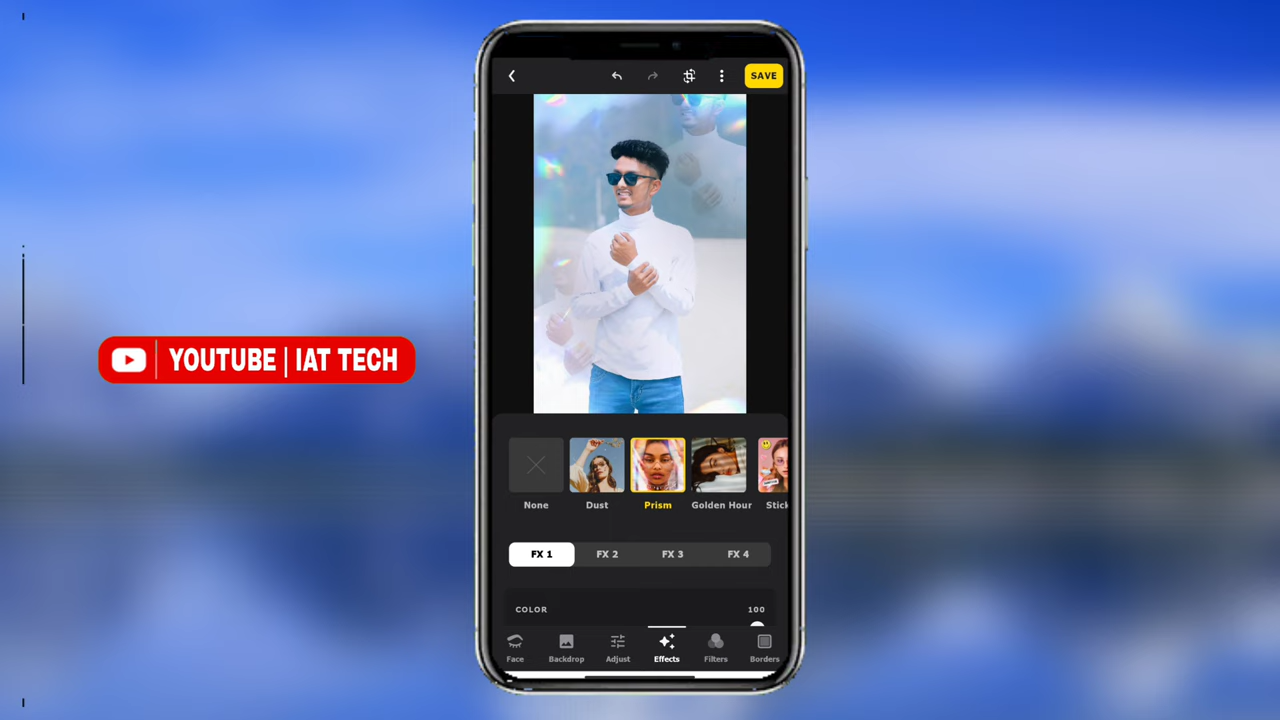 SAVE
YOUTUBE | IAT TECH
None Dust Prism Golden Hour Stick
FX 1 FX 2 FX 3 FX 4
COLOR 100
Face Backdrop Adjust Effects Filters Borders